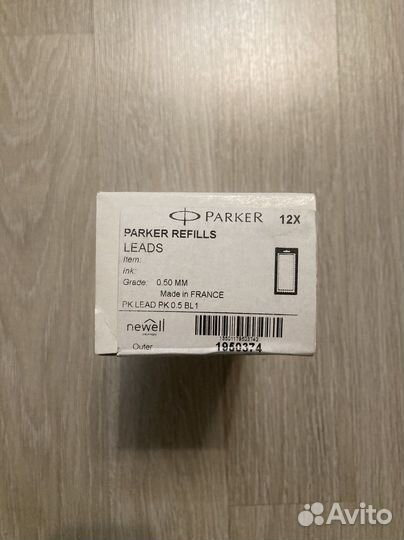 PARKER 12X
PARKER REFILLS
LEADS
Item:
Ink:
Grade: 0.50 MM
Made in FRANCE
PK LEAD PK 0.5 BL1
newell
Outer 1950374
Avito